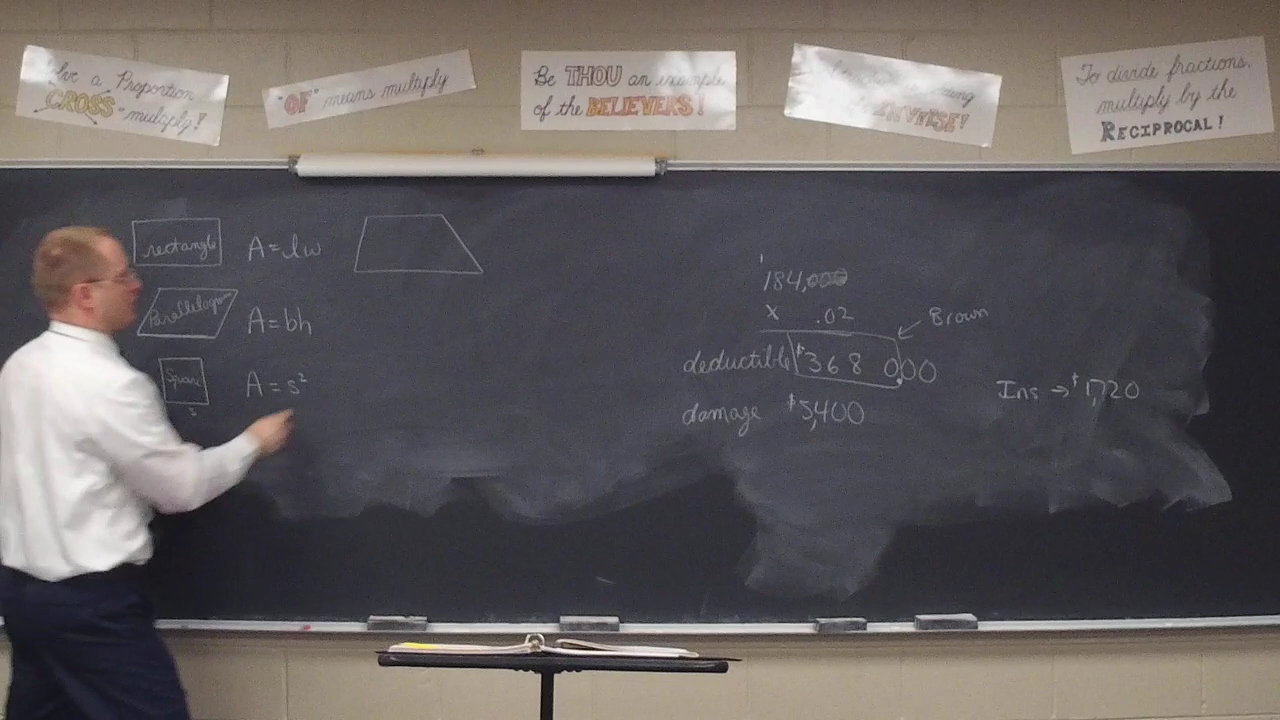 a Proportion
CROSS-multiply!
"OF" means multiply
Be THOU an example
of the BELIEVERS!
INVERSE!
To divide fractions,
multiply by the
RECIPROCAL!
rectangle A=lw
Parallelogram A=bh
Square A=s²
s
1
184,000
x .02
Brown
deductible $368 0.00
damage $5,400
Ins → $1,720